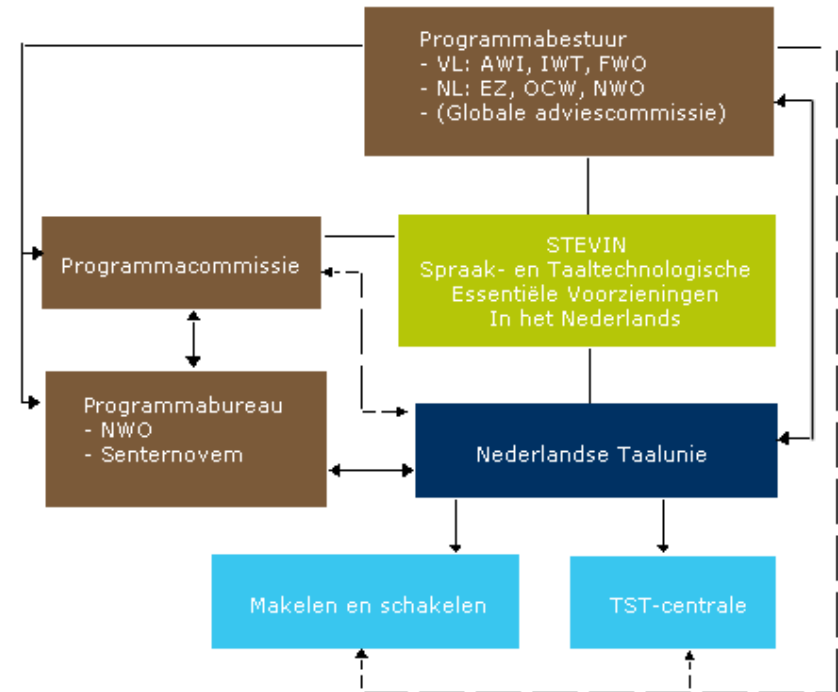 Programmabestuur
- VL: AWI, IWT, FWO
- NL: EZ, OCW, NWO
- (Globale adviescommissie)
Programmacommissie
STEVIN
Spraak- en Taaltechnologische
Essentiële Voorzieningen
In het Nederlands
Programmabureau
- NWO
- Senternovem
Nederlandse Taalunie
Makelen en schakelen
TST-centrale